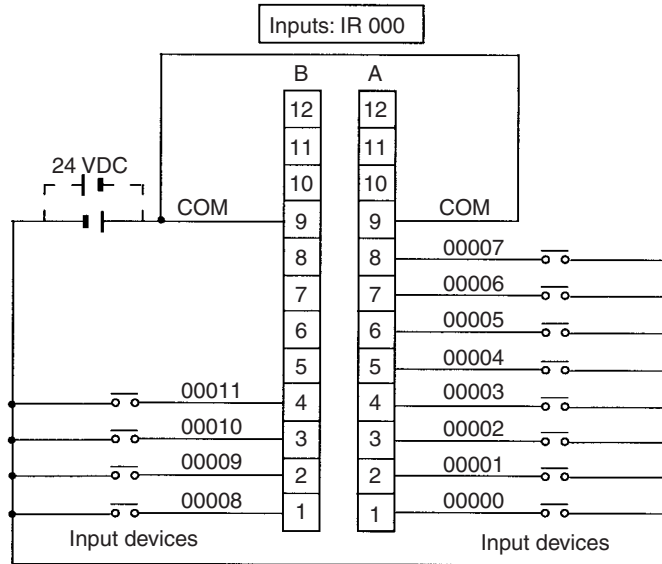 Inputs: IR 000
B A
12 12
11 11
24 VDC
10 10
COM 9 9 COM
8 8 00007
7 7 00006
6 6 00005
5 5 00004
00011 4 4 00003
00010 3 3 00002
00009 2 2 00001
00008 1 1 00000
Input devices Input devices